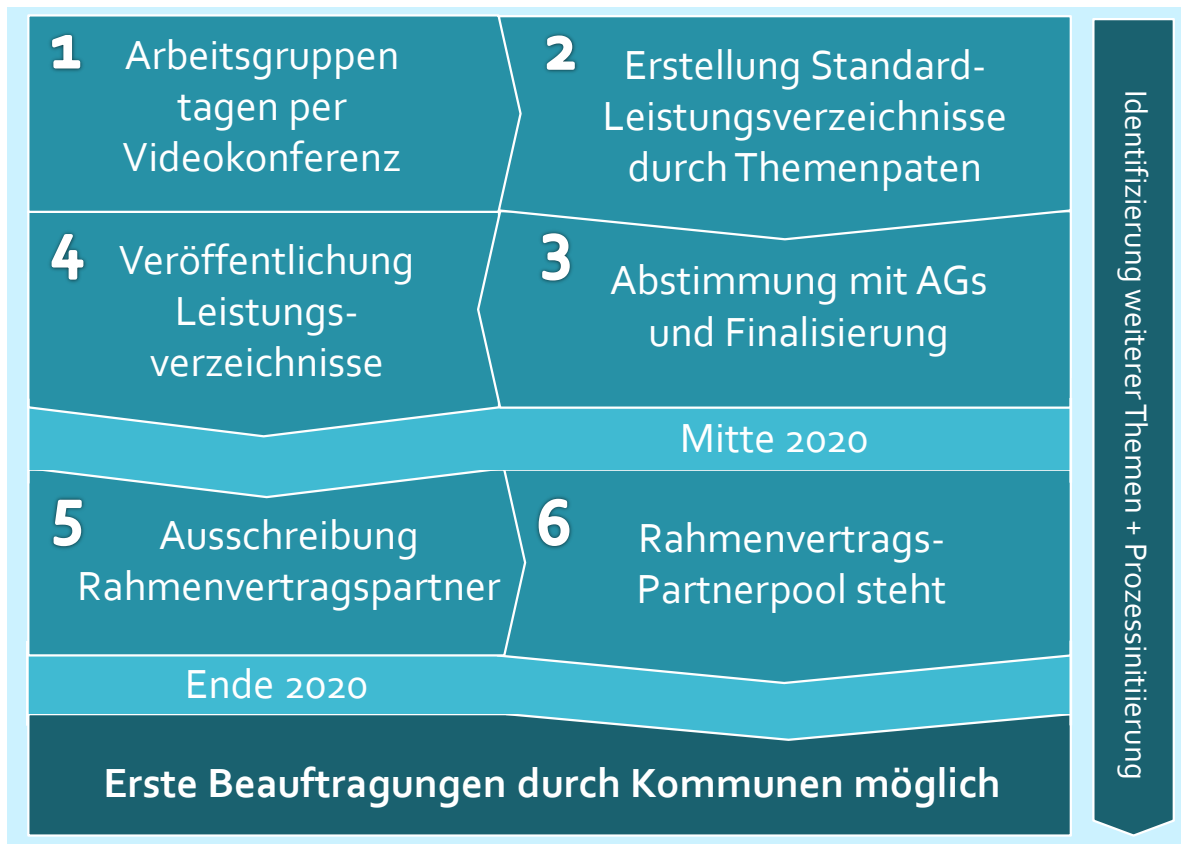 1
Arbeitsgruppen
tagen per
Videokonferenz
2
Erstellung Standard-
Leistungsverzeichnisse
durch Themenpaten
3
Abstimmung mit AGs
und Finalisierung
4
Veröffentlichung
Leistungs-
verzeichnisse
Mitte 2020
5
Ausschreibung
Rahmenvertragspartner
6
Rahmenvertrags-
Partnerpool steht
Ende 2020
Erste Beauftragungen durch Kommunen möglich
Identifizierung weiterer Themen + Prozessinitiierung